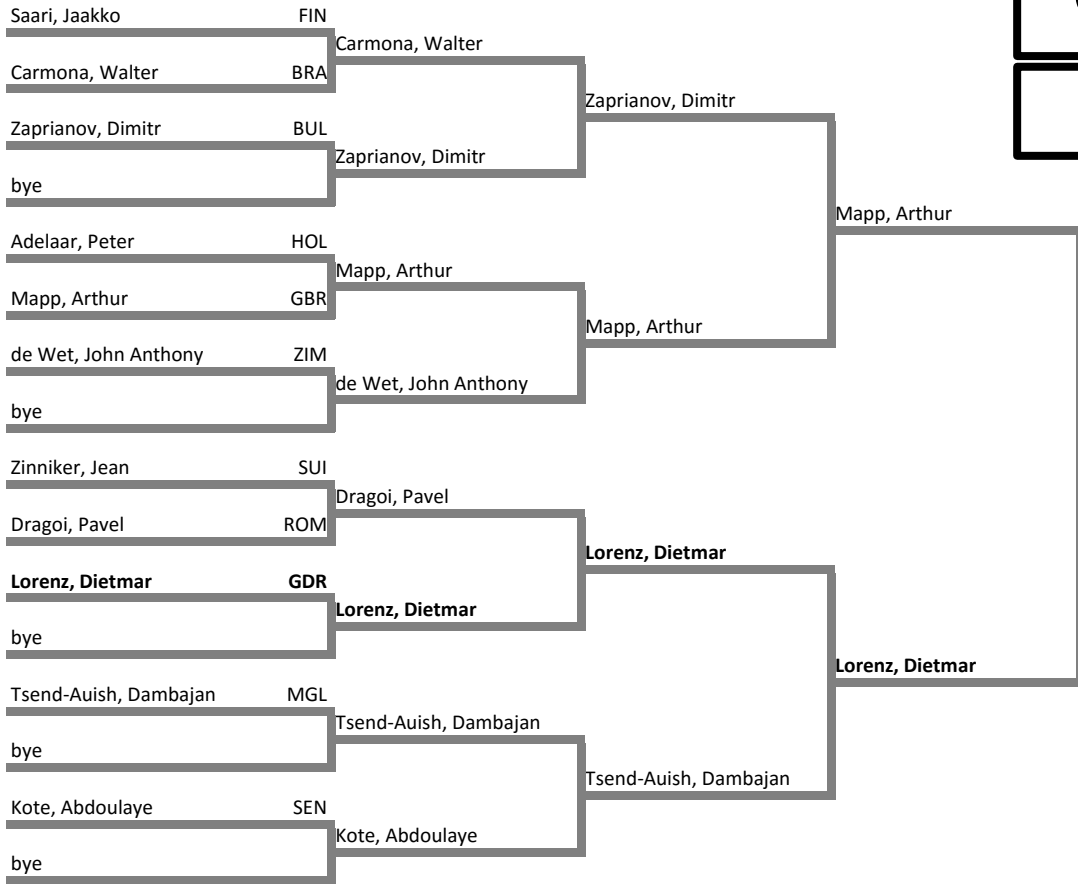 Saari, Jaakko FIN
Carmona, Walter
Carmona, Walter BRA
Zaprianov, Dimitr
Zaprianov, Dimitr BUL
Zaprianov, Dimitr
bye
Mapp, Arthur
Adelaar, Peter HOL
Mapp, Arthur
Mapp, Arthur GBR
Mapp, Arthur
de Wet, John Anthony ZIM
de Wet, John Anthony
bye
Zinniker, Jean SUI
Dragoi, Pavel
Dragoi, Pavel ROM
Lorenz, Dietmar
Lorenz, Dietmar GDR
Lorenz, Dietmar
bye
Lorenz, Dietmar
Tsend-Auish, Dambajan MGL
Tsend-Auish, Dambajan
bye
Tsend-Auish, Dambajan
Kote, Abdoulaye SEN
Kote, Abdoulaye
bye